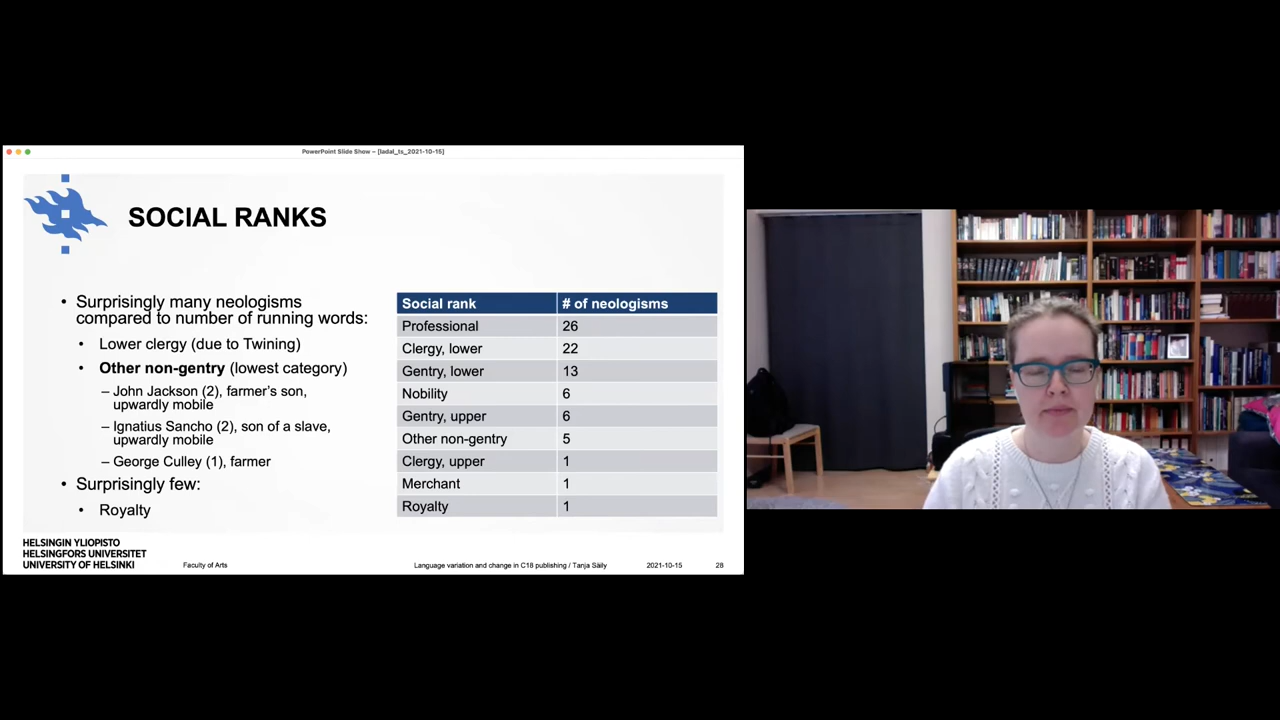 PowerPoint Slide Show – [ladal_ts_2021-10-15]
SOCIAL RANKS
• Surprisingly many neologisms
compared to number of running words:
• Lower clergy (due to Twining)
• Other non-gentry (lowest category)
– John Jackson (2), farmer's son,
upwardly mobile
– Ignatius Sancho (2), son of a slave,
upwardly mobile
– George Culley (1), farmer
• Surprisingly few:
• Royalty
Social rank # of neologisms
Professional 26
Clergy, lower 22
Gentry, lower 13
Nobility 6
Gentry, upper 6
Other non-gentry 5
Clergy, upper 1
Merchant 1
Royalty 1
HELSINGIN YLIOPISTO
HELSINGFORS UNIVERSITET
UNIVERSITY OF HELSINKI
Faculty of Arts
Language variation and change in C18 publishing / Tanja Säily
2021-10-15
28